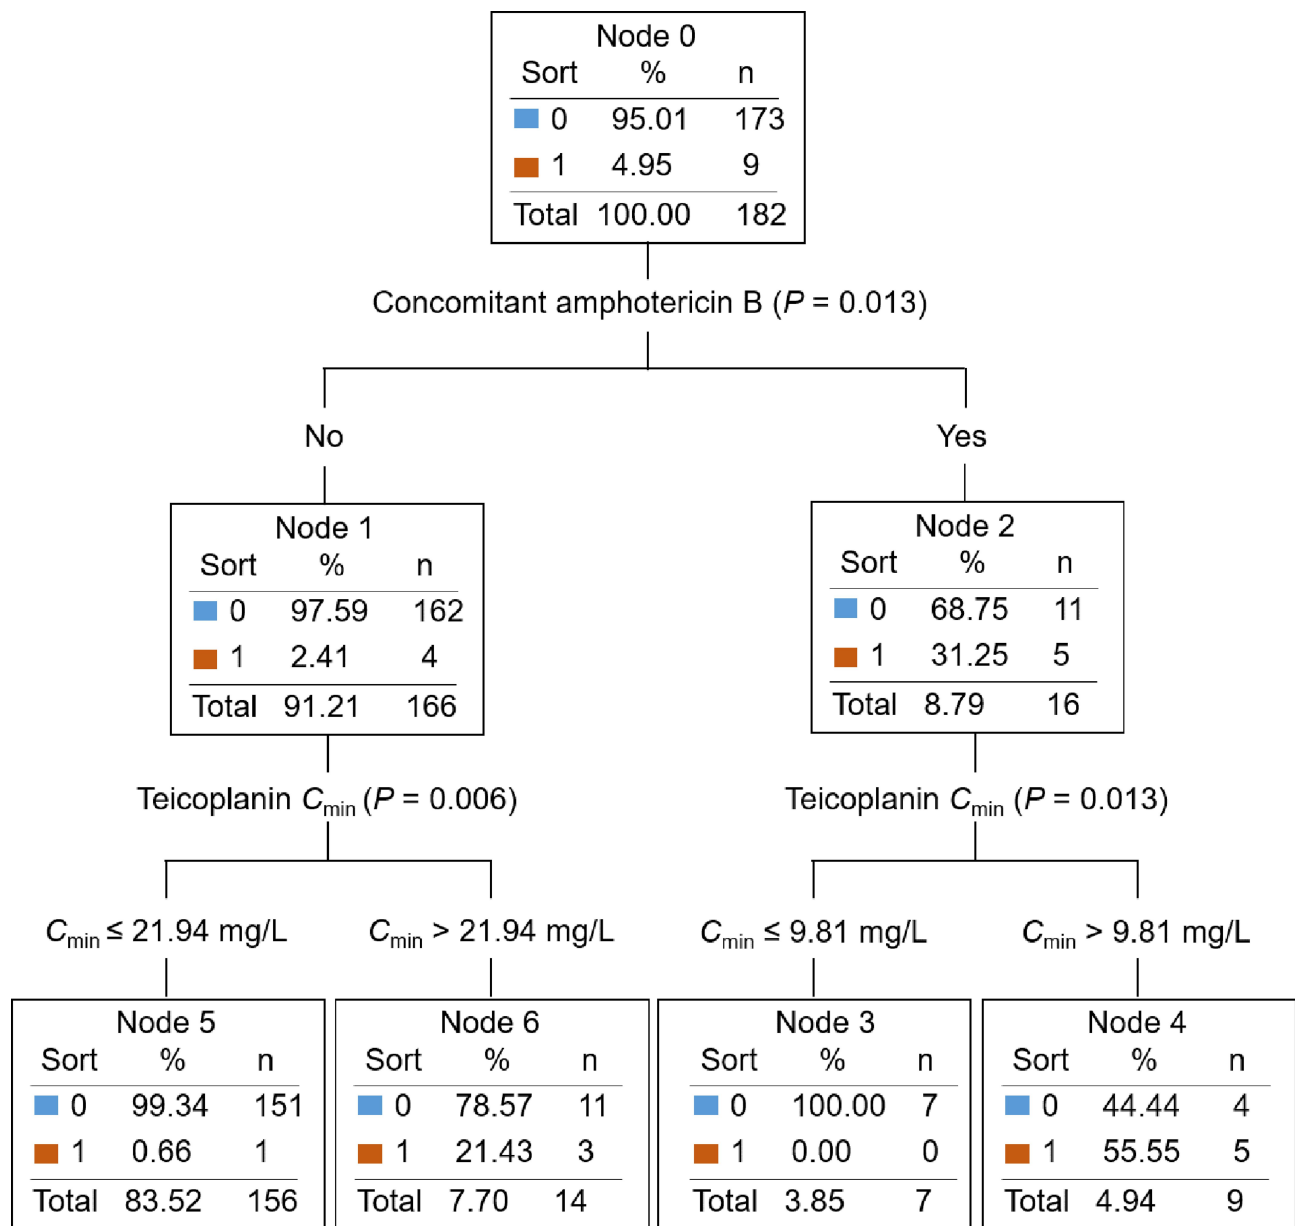 Node 0
Sort % n
0 95.01 173
1 4.95 9
Total 100.00 182
Concomitant amphotericin B (P = 0.013)
No
Yes
Node 1
Sort % n
0 97.59 162
1 2.41 4
Total 91.21 166
Node 2
Sort % n
0 68.75 11
1 31.25 5
Total 8.79 16
Teicoplanin Cmin (P = 0.006)
Teicoplanin Cmin (P = 0.013)
Cmin ≤ 21.94 mg/L
Cmin > 21.94 mg/L
Cmin ≤ 9.81 mg/L
Cmin > 9.81 mg/L
Node 5
Sort % n
0 99.34 151
1 0.66 1
Total 83.52 156
Node 6
Sort % n
0 78.57 11
1 21.43 3
Total 7.70 14
Node 3
Sort % n
0 100.00 7
1 0.00 0
Total 3.85 7
Node 4
Sort % n
0 44.44 4
1 55.55 5
Total 4.94 9